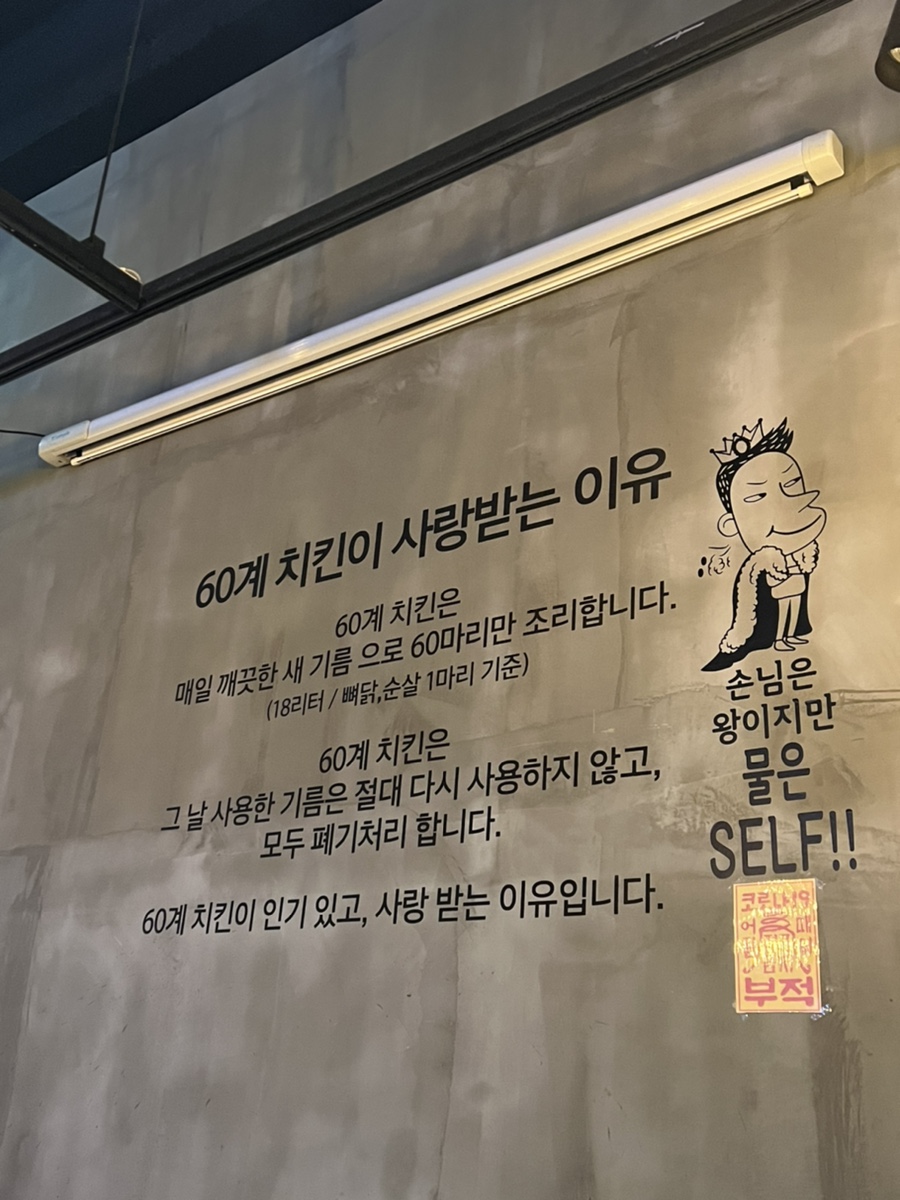 60계 치킨이 사랑받는 이유
60계 치킨은
매일 깨끗한 새 기름 으로 60마리만 조리합니다.
(18리터 / 뼈닭,순살 1마리 기준)
60계 치킨은
그 날 사용한 기름은 절대 다시 사용하지 않고,
모두 폐기처리 합니다.
60계 치킨이 인기 있고, 사랑 받는 이유입니다.
손님은
왕이지만
물은
SELF!!
코로나19
부적